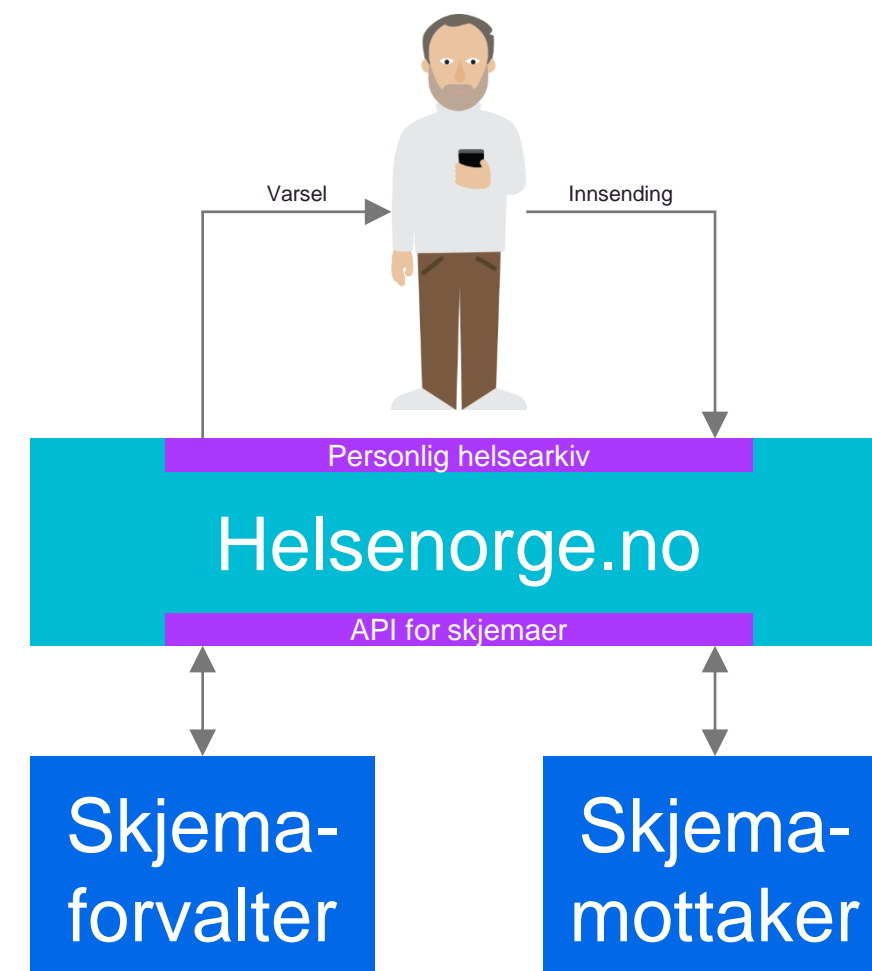 Varsel
Innsending
Personlig helsearkiv
Helsenorge.no
API for skjemaer
Skjema-
forvalter
Skjema-
mottaker